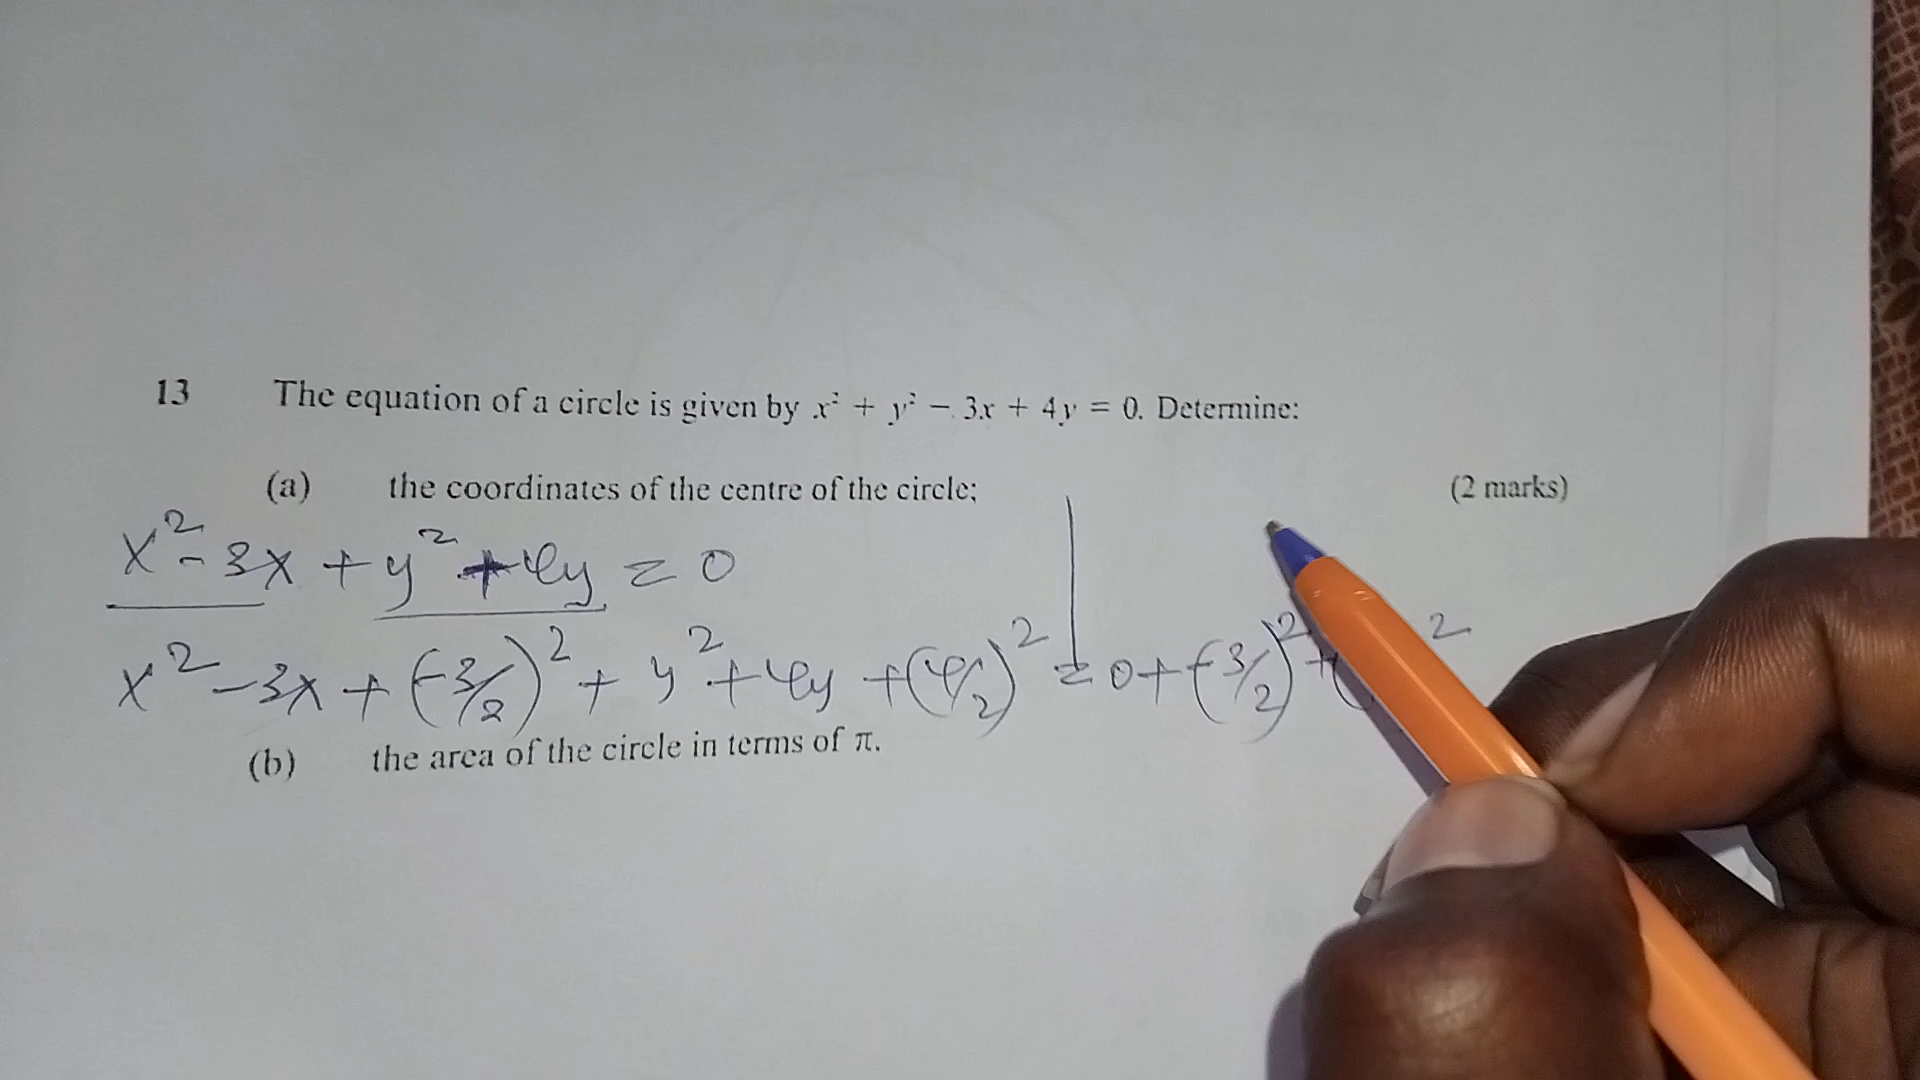 13 The equation of a circle is given by x² + y² − 3x + 4y = 0. Determine:
(a) the coordinates of the centre of the circle; (2 marks)
x² - 3x + y² + 4y = 0
x² - 3x + (-3/2)² + y² + 4y + (4/2)² = 0 + (-3/2)² + ( ²
(b) the area of the circle in terms of π.